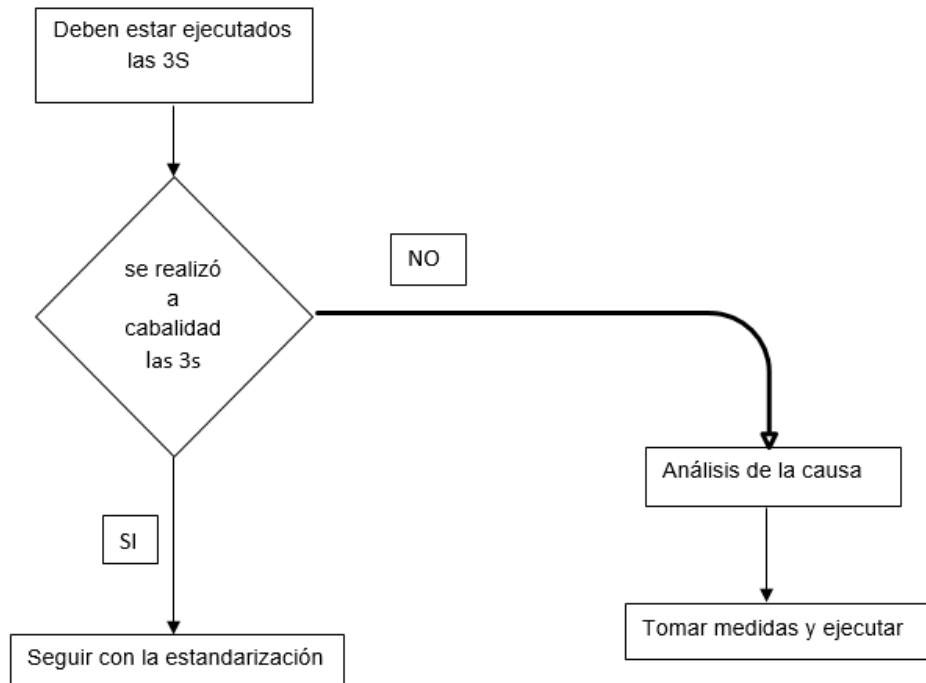 Deben estar ejecutados
las 3S
se realizó
a
cabalidad
las 3s
NO
Análisis de la causa
SI
Tomar medidas y ejecutar
Seguir con la estandarización